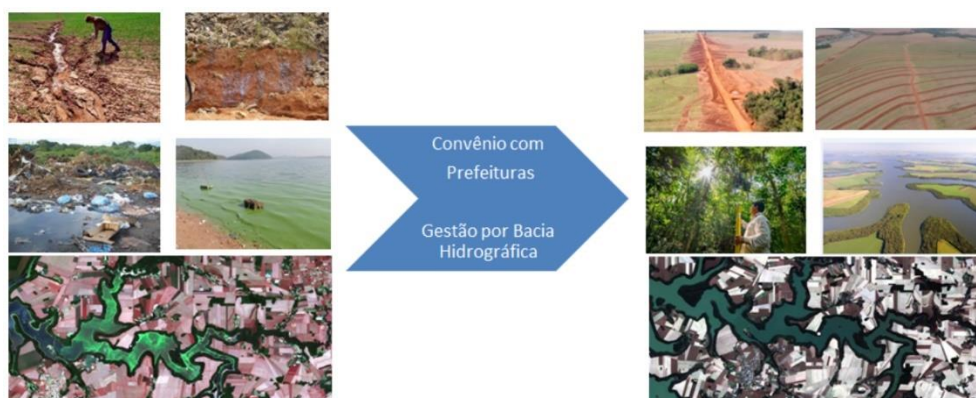 Convênio com
Prefeituras
Gestão por Bacia
Hidrográfica